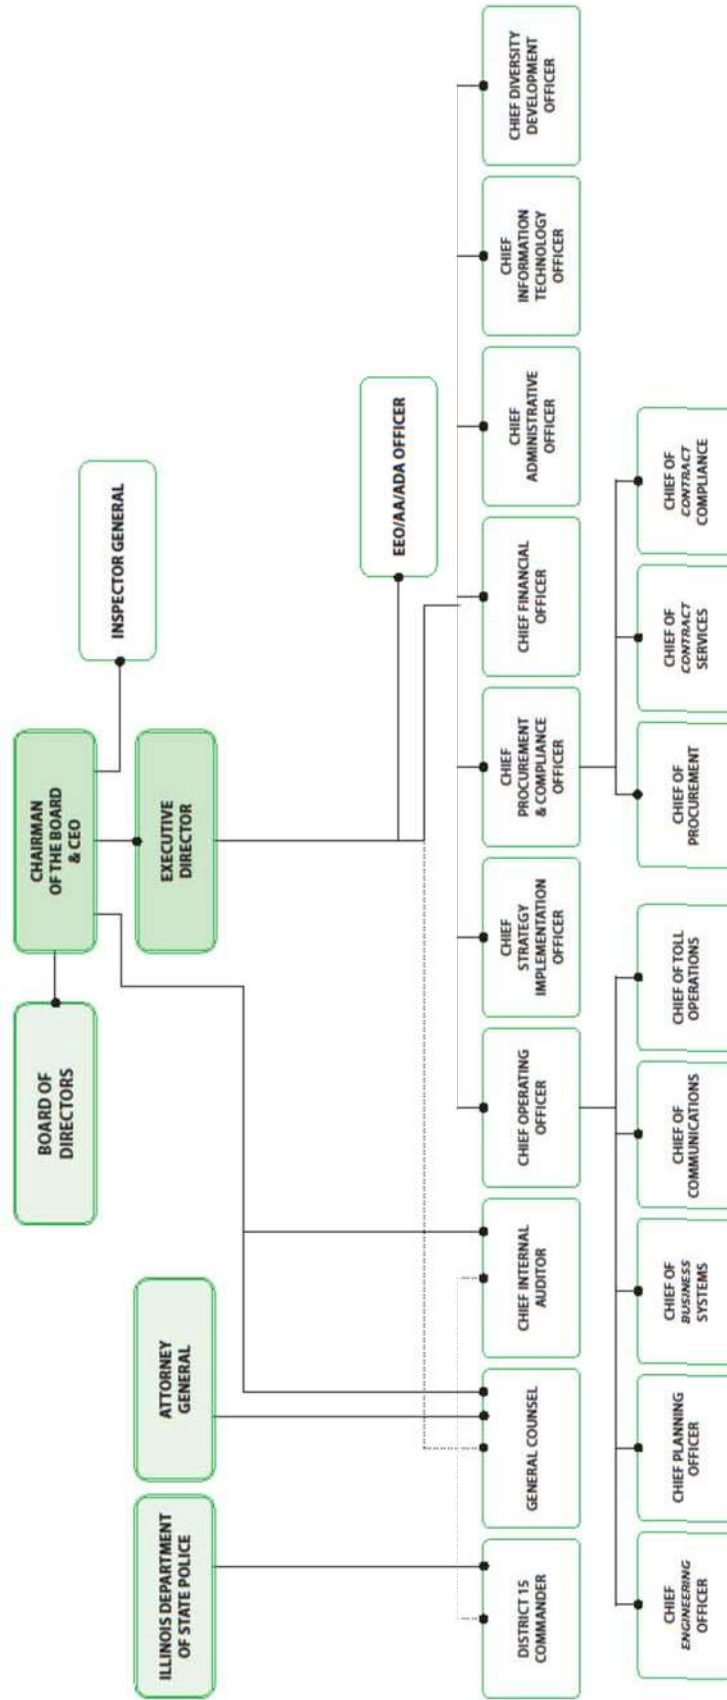 CHAIRMAN
OF THE BOARD
& CEO
BOARD OF
DIRECTORS
INSPECTOR GENERAL
ILLINOIS DEPARTMENT
OF STATE POLICE
ATTORNEY
GENERAL
EXECUTIVE
DIRECTOR
EEO/AA/ADA OFFICER
DISTRICT 15
COMMANDER
GENERAL COUNSEL
CHIEF INTERNAL
AUDITOR
CHIEF OPERATING
OFFICER
CHIEF
STRATEGY
IMPLEMENTATION
OFFICER
CHIEF
PROCUREMENT
& COMPLIANCE
OFFICER
CHIEF FINANCIAL
OFFICER
CHIEF
ADMINISTRATIVE
OFFICER
CHIEF
INFORMATION
TECHNOLOGY
OFFICER
CHIEF DIVERSITY
DEVELOPMENT
OFFICER
CHIEF
ENGINEERING
OFFICER
CHIEF PLANNING
OFFICER
CHIEF OF
BUSINESS
SYSTEMS
CHIEF OF
COMMUNICATIONS
CHIEF OF TOLL
OPERATIONS
CHIEF OF
PROCUREMENT
CHIEF OF
CONTRACT
SERVICES
CHIEF OF
CONTRACT
COMPLIANCE